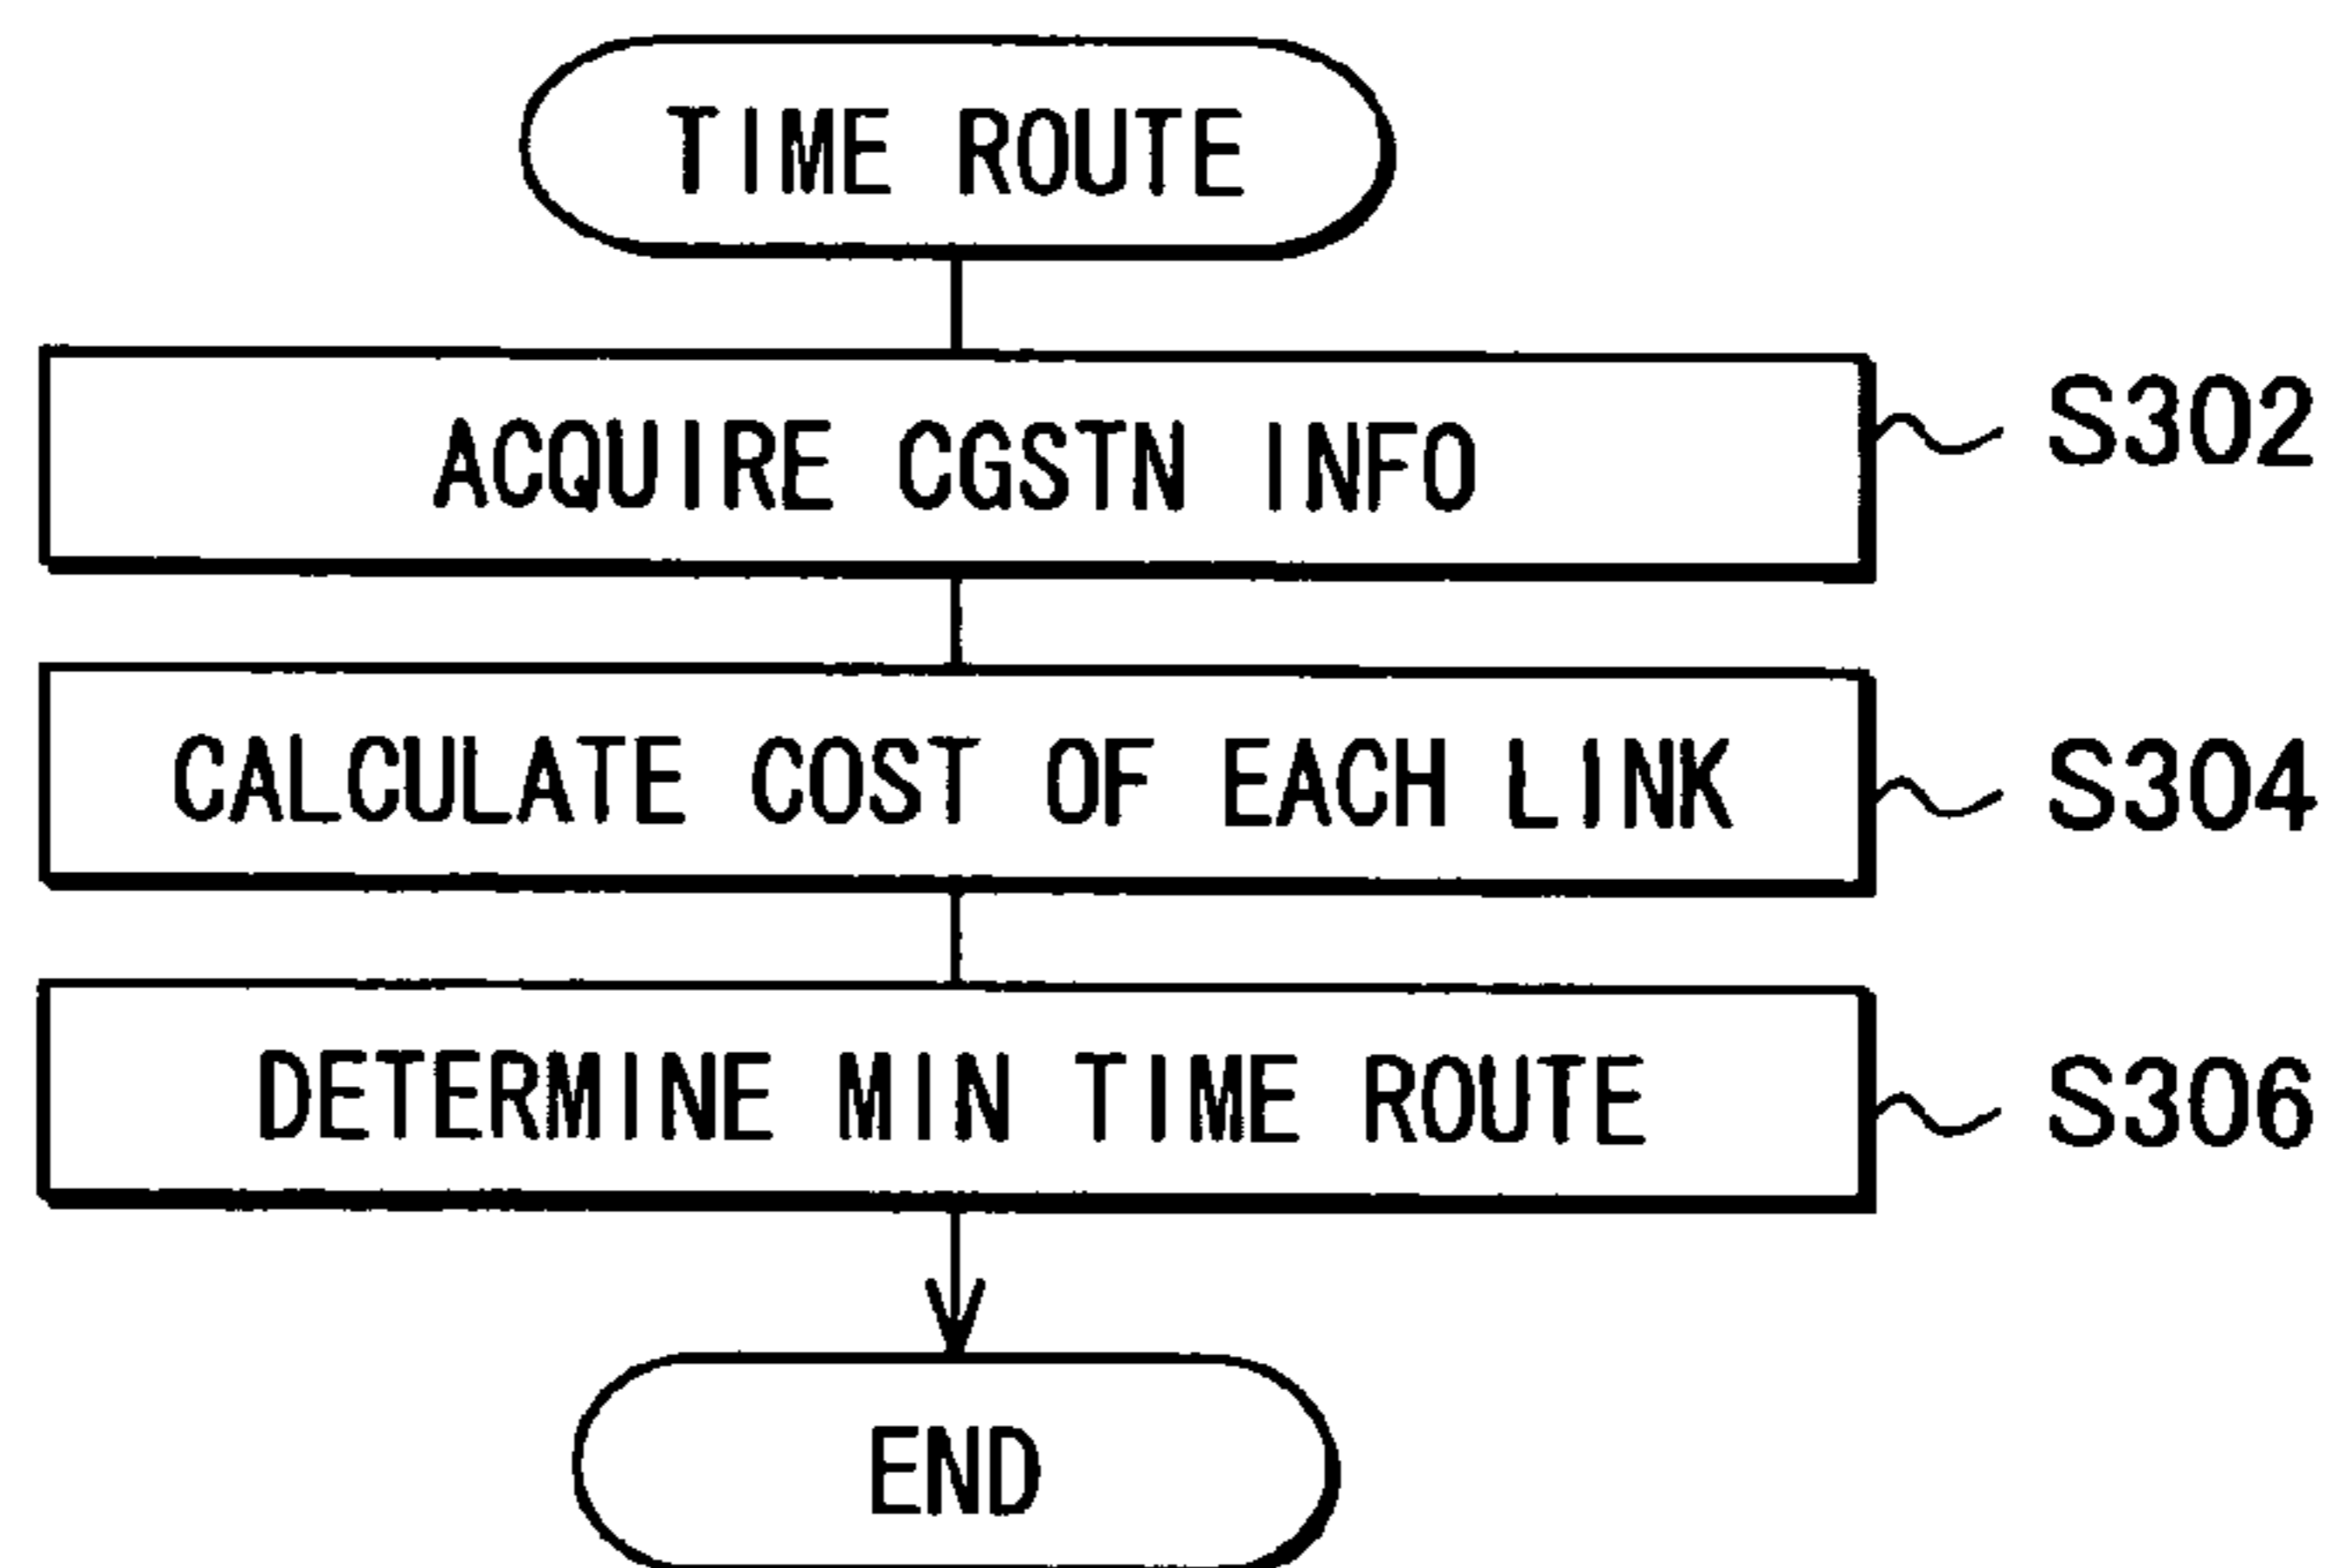 TIME ROUTE
ACQUIRE CGSTN INFO
S302
CALCULATE COST OF EACH LINK
S304
DETERMINE MIN TIME ROUTE
S306
END